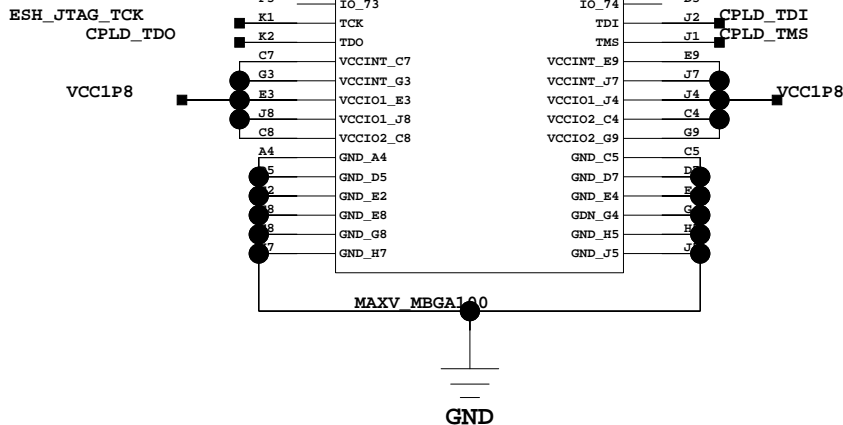 IO_73 IO_74
ESH_JTAG_TCK K1 TCK TDI J2 CPLD_TDI
CPLD_TDO K2 TDO TMS J1 CPLD_TMS
C7 VCCINT_C7 VCCINT_E9 E9
G3 VCCINT_G3 VCCINT_J7 J7
VCC1P8 E3 VCCIO1_E3 VCCIO1_J4 J4 VCC1P8
J8 VCCIO1_J8 VCCIO2_C4 C4
C8 VCCIO2_C8 VCCIO2_G9 G9
A4 GND_A4 GND_C5 C5
GND_D5 GND_D7
GND_E2 GND_E4
GND_E8 GDN_G4
GND_G8 GND_H5
GND_H7 GND_J5
MAXV_MBGA100
GND